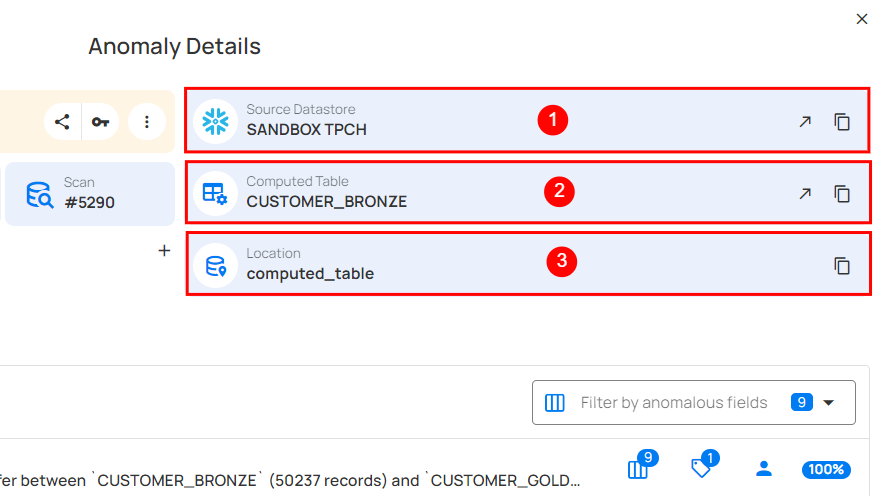 Anomaly Details
Source Datastore
SANDBOX TPCH
1
Scan
#5290
Computed Table
CUSTOMER_BRONZE
2
Location
computed_table
3
Filter by anomalous fields 9
fer between `CUSTOMER_BRONZE` (50237 records) and `CUSTOMER_GOLD...
9
1
100%